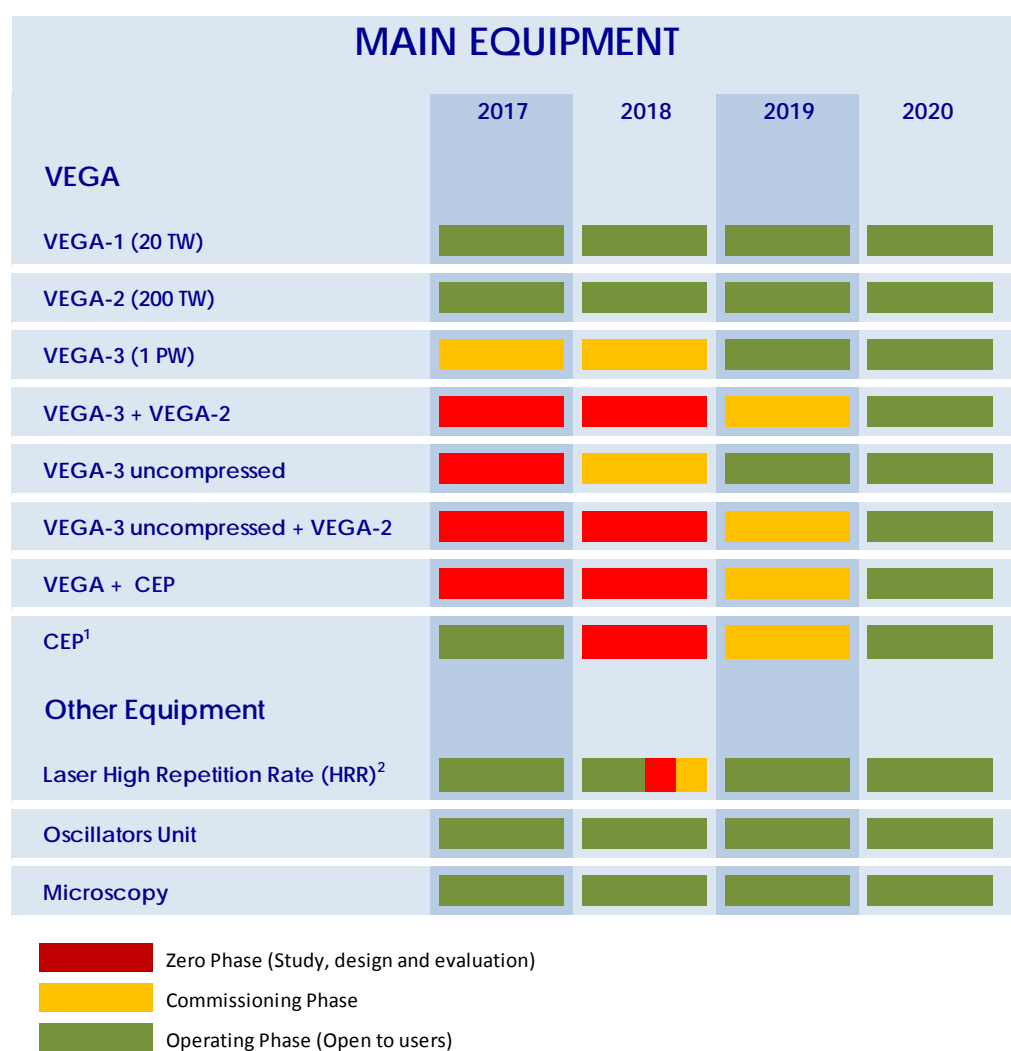 MAIN EQUIPMENT
2017 2018 2019 2020
VEGA
VEGA-1 (20 TW)
VEGA-2 (200 TW)
VEGA-3 (1 PW)
VEGA-3 + VEGA-2
VEGA-3 uncompressed
VEGA-3 uncompressed + VEGA-2
VEGA + CEP
CEP¹
Other Equipment
Laser High Repetition Rate (HRR)²
Oscillators Unit
Microscopy
Zero Phase (Study, design and evaluation)
Commissioning Phase
Operating Phase (Open to users)